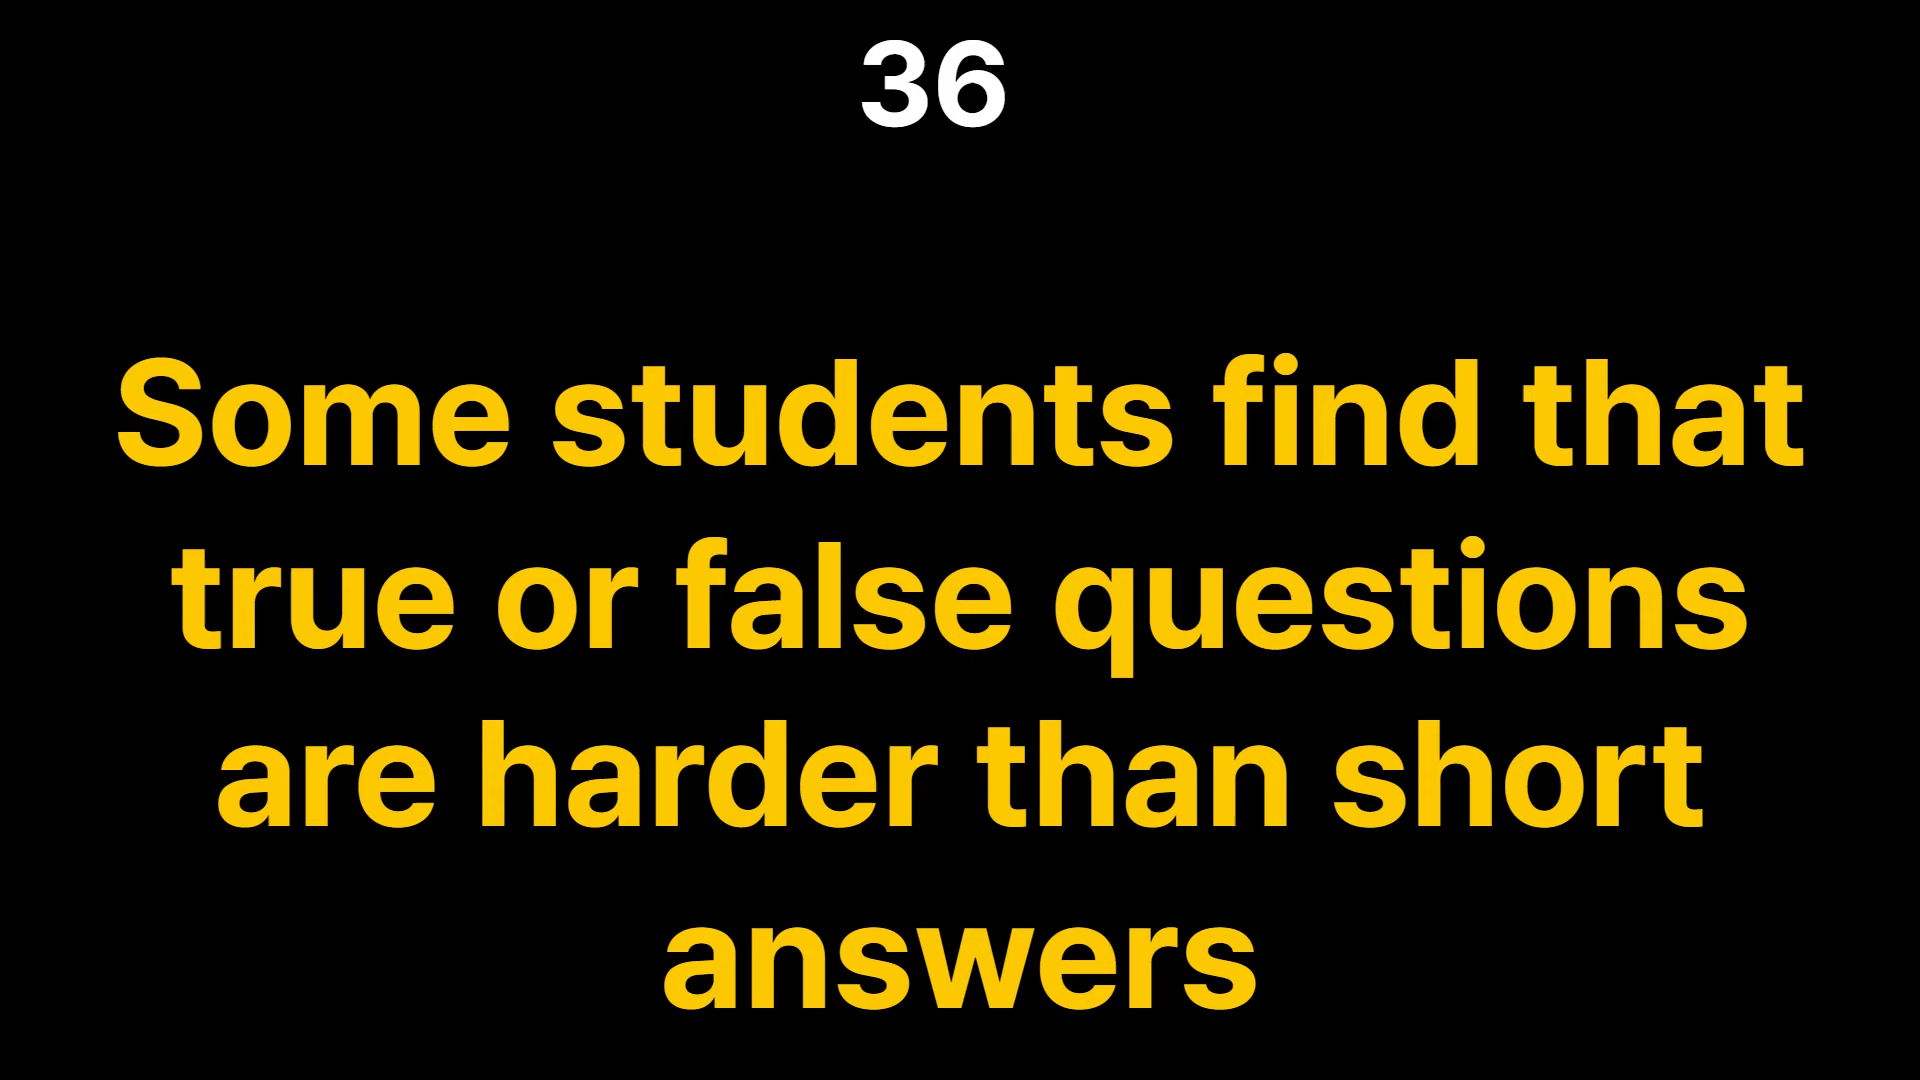 36
Some students find that
true or false questions
are harder than short
answers